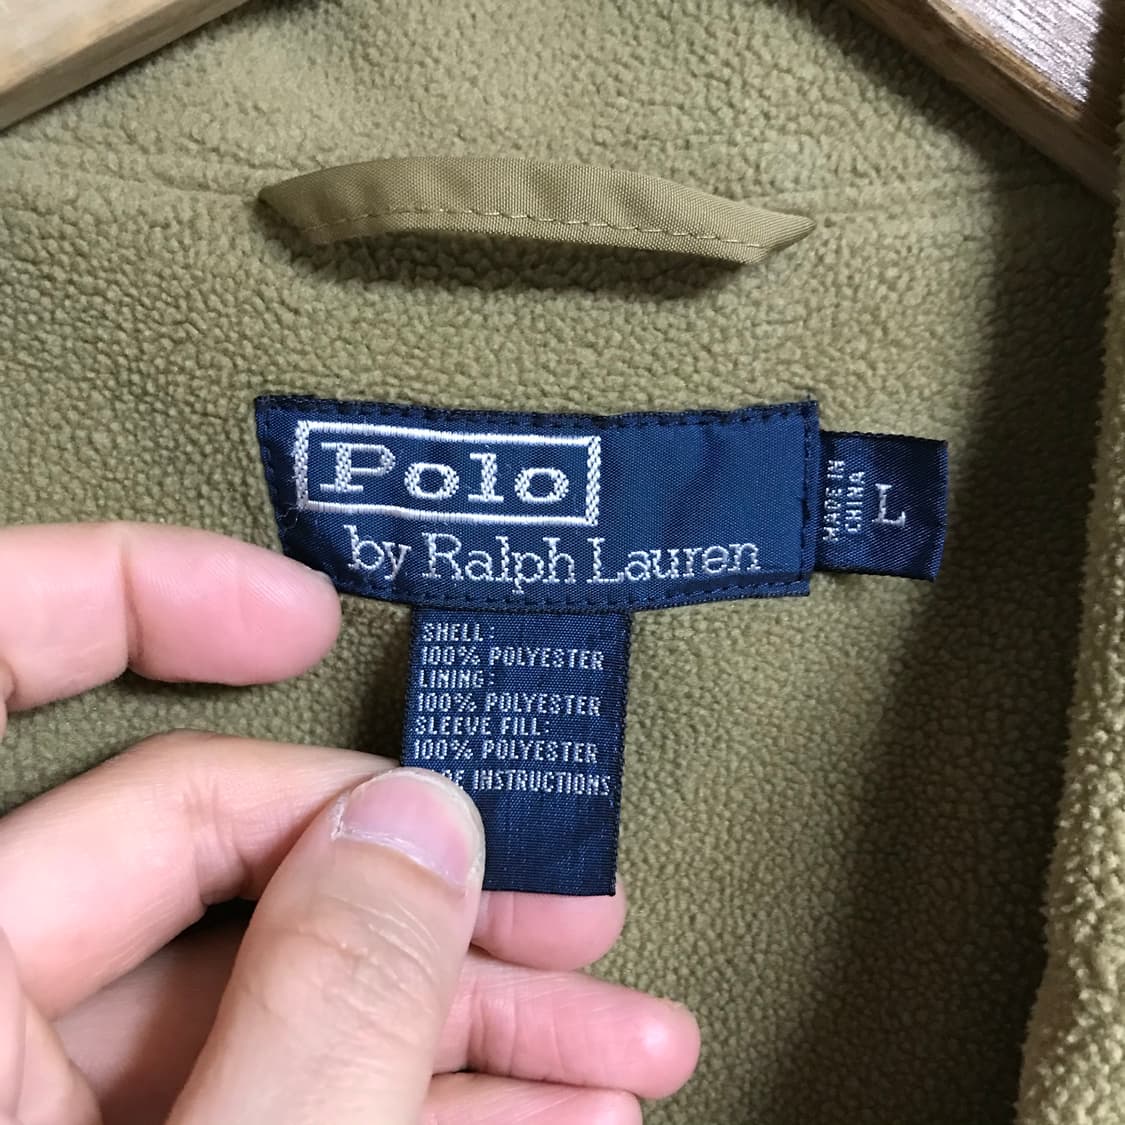 Polo
by Ralph Lauren
MADE IN
CHINA
L
SHELL:
100% POLYESTER
LINING:
100% POLYESTER
SLEEVE FILL:
100% POLYESTER
INSTRUCTIONS